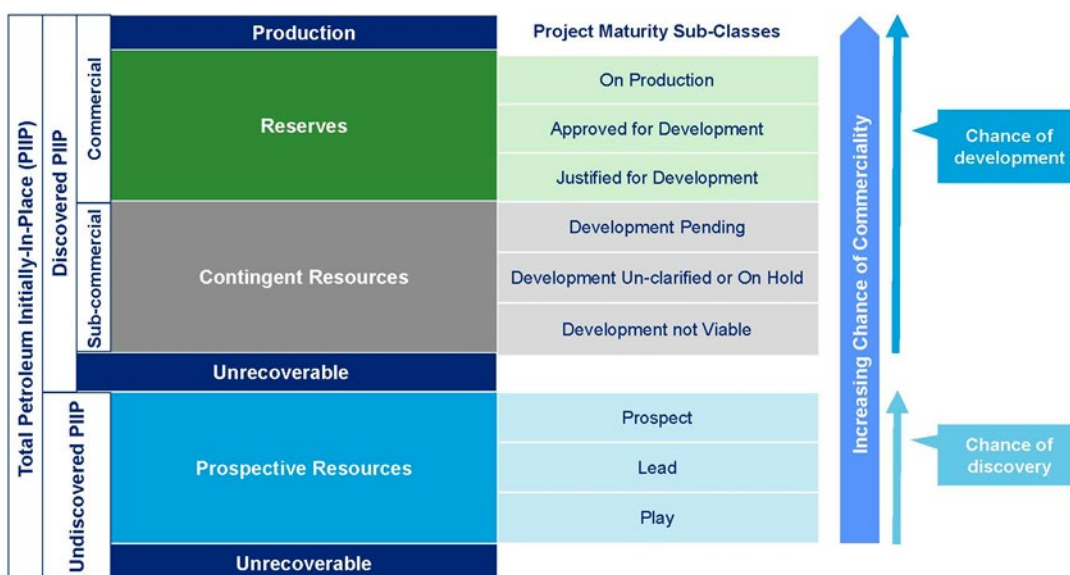 Total Petroleum Initially-In-Place (PIIP)
Discovered PIIP
Undiscovered PIIP
Commercial
Sub-commercial
Production
Project Maturity Sub-Classes
Reserves
On Production
Approved for Development
Justified for Development
Contingent Resources
Development Pending
Development Un-clarified or On Hold
Development not Viable
Unrecoverable
Prospective Resources
Prospect
Lead
Play
Unrecoverable
Increasing Chance of Commerciality
Chance of
development
Chance of
discovery